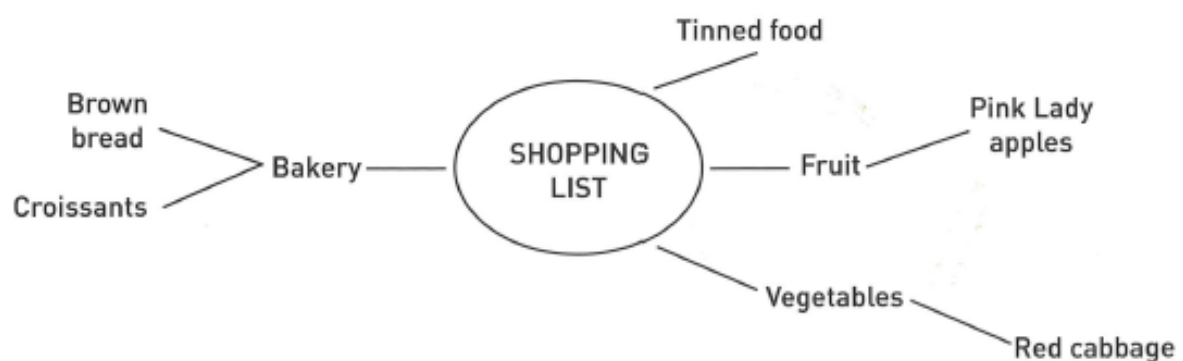 Tinned food
Brown
bread
Pink Lady
apples
SHOPPING
LIST
Bakery
Fruit
Croissants
Vegetables
Red cabbage